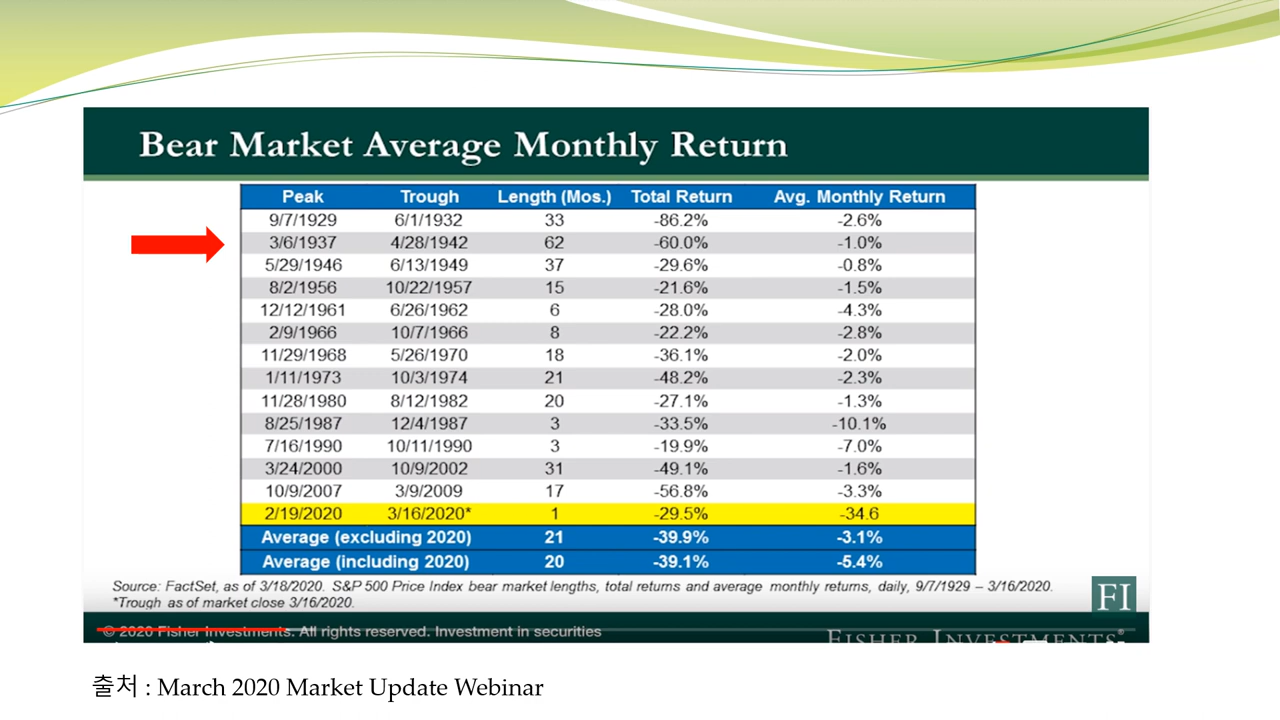 Bear Market Average Monthly Return
Peak Trough Length (Mos.) Total Return Avg. Monthly Return
9/7/1929 6/1/1932 33 -86.2% -2.6%
3/6/1937 4/28/1942 62 -60.0% -1.0%
5/29/1946 6/13/1949 37 -29.6% -0.8%
8/2/1956 10/22/1957 15 -21.6% -1.5%
12/12/1961 6/26/1962 6 -28.0% -4.3%
2/9/1966 10/7/1966 8 -22.2% -2.8%
11/29/1968 5/26/1970 18 -36.1% -2.0%
1/11/1973 10/3/1974 21 -48.2% -2.3%
11/28/1980 8/12/1982 20 -27.1% -1.3%
8/25/1987 12/4/1987 3 -33.5% -10.1%
7/16/1990 10/11/1990 3 -19.9% -7.0%
3/24/2000 10/9/2002 31 -49.1% -1.6%
10/9/2007 3/9/2009 17 -56.8% -3.3%
2/19/2020 3/16/2020* 1 -29.5% -34.6
Average (excluding 2020) 21 -39.9% -3.1%
Average (including 2020) 20 -39.1% -5.4%
Source: FactSet, as of 3/18/2020. S&P 500 Price Index bear market lengths, total returns and average monthly returns, daily, 9/7/1929 – 3/16/2020.
*Trough as of market close 3/16/2020.
FI
© 2020 Fisher Investments. All rights reserved. Investment in securities
FISHER INVESTMENTS®
출처 : March 2020 Market Update Webinar